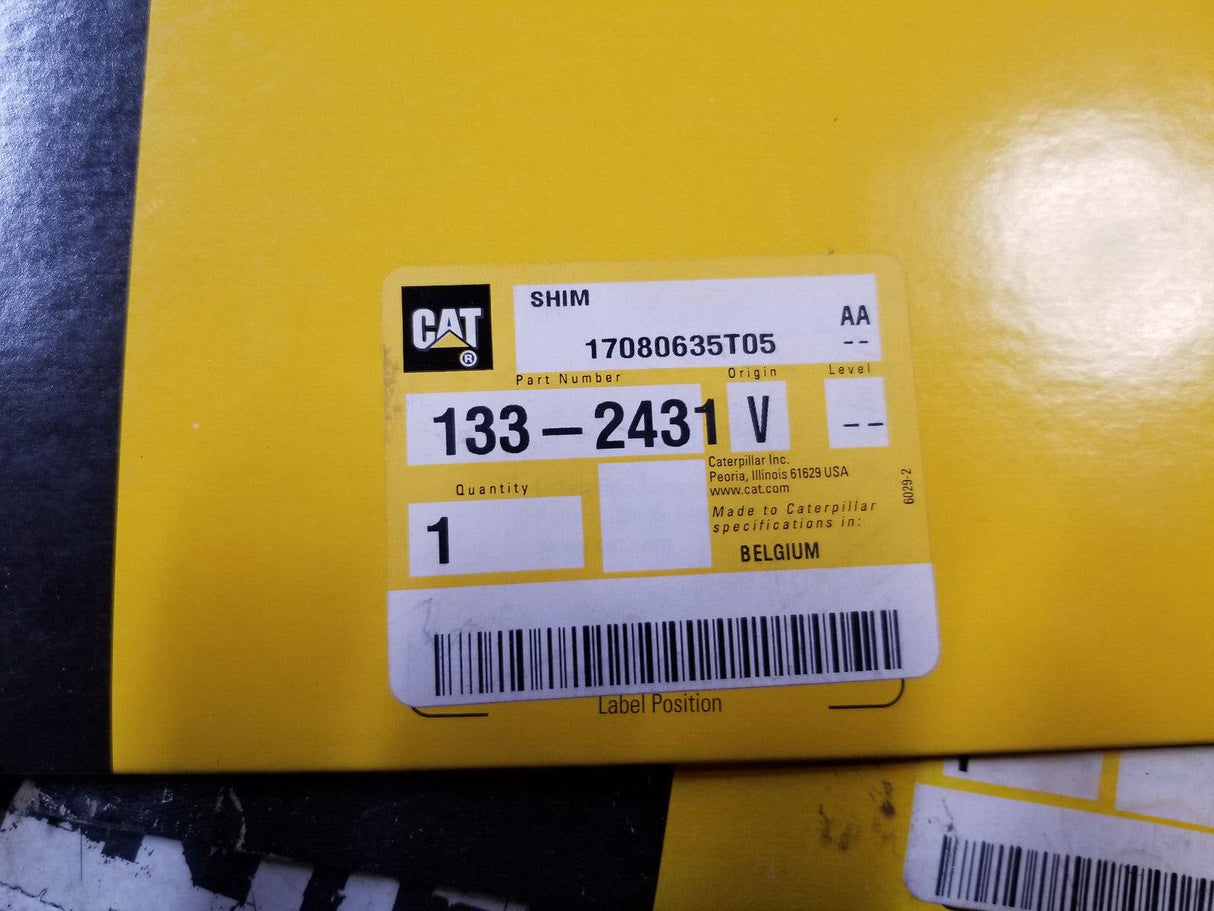 CAT
®
SHIM
AA
17080635T05 --
Part Number Origin Level
133-2431 V --
Quantity
1
Caterpillar Inc.
Peoria, Illinois 61629 USA
www.cat.com
Made to Caterpillar
specifications in:
BELGIUM
6029-2
Label Position